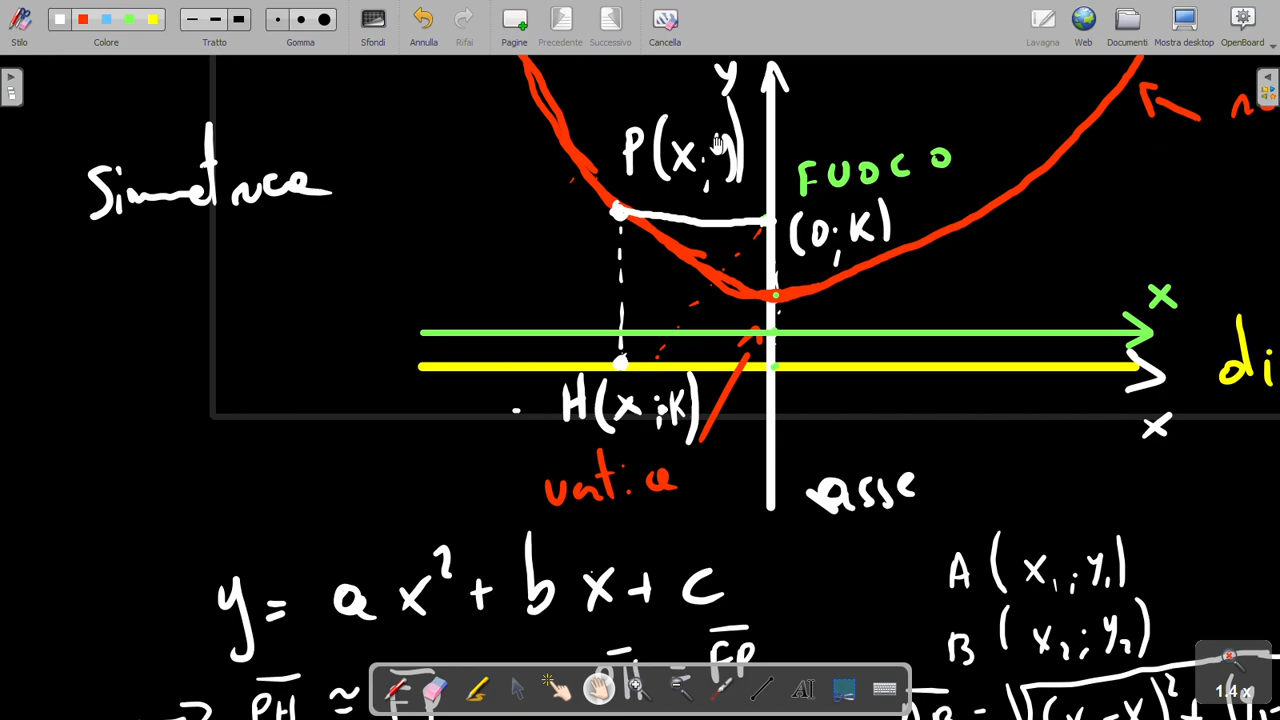 Stilo Colore Tratto Gomma Sfondi Annulla Rifai Pagine Precedente Successivo Cancella Lavagna Web Documenti Mostra desktop OpenBoard
y
P(x;y)
FUOCO
Simmetrica
(0;K)
x
H(x;K)
x
vertice
asse
y = ax² + bx + c
A (x₁;y₁)
B (x₂;y₂)
FP
PH ≅
1.4 x